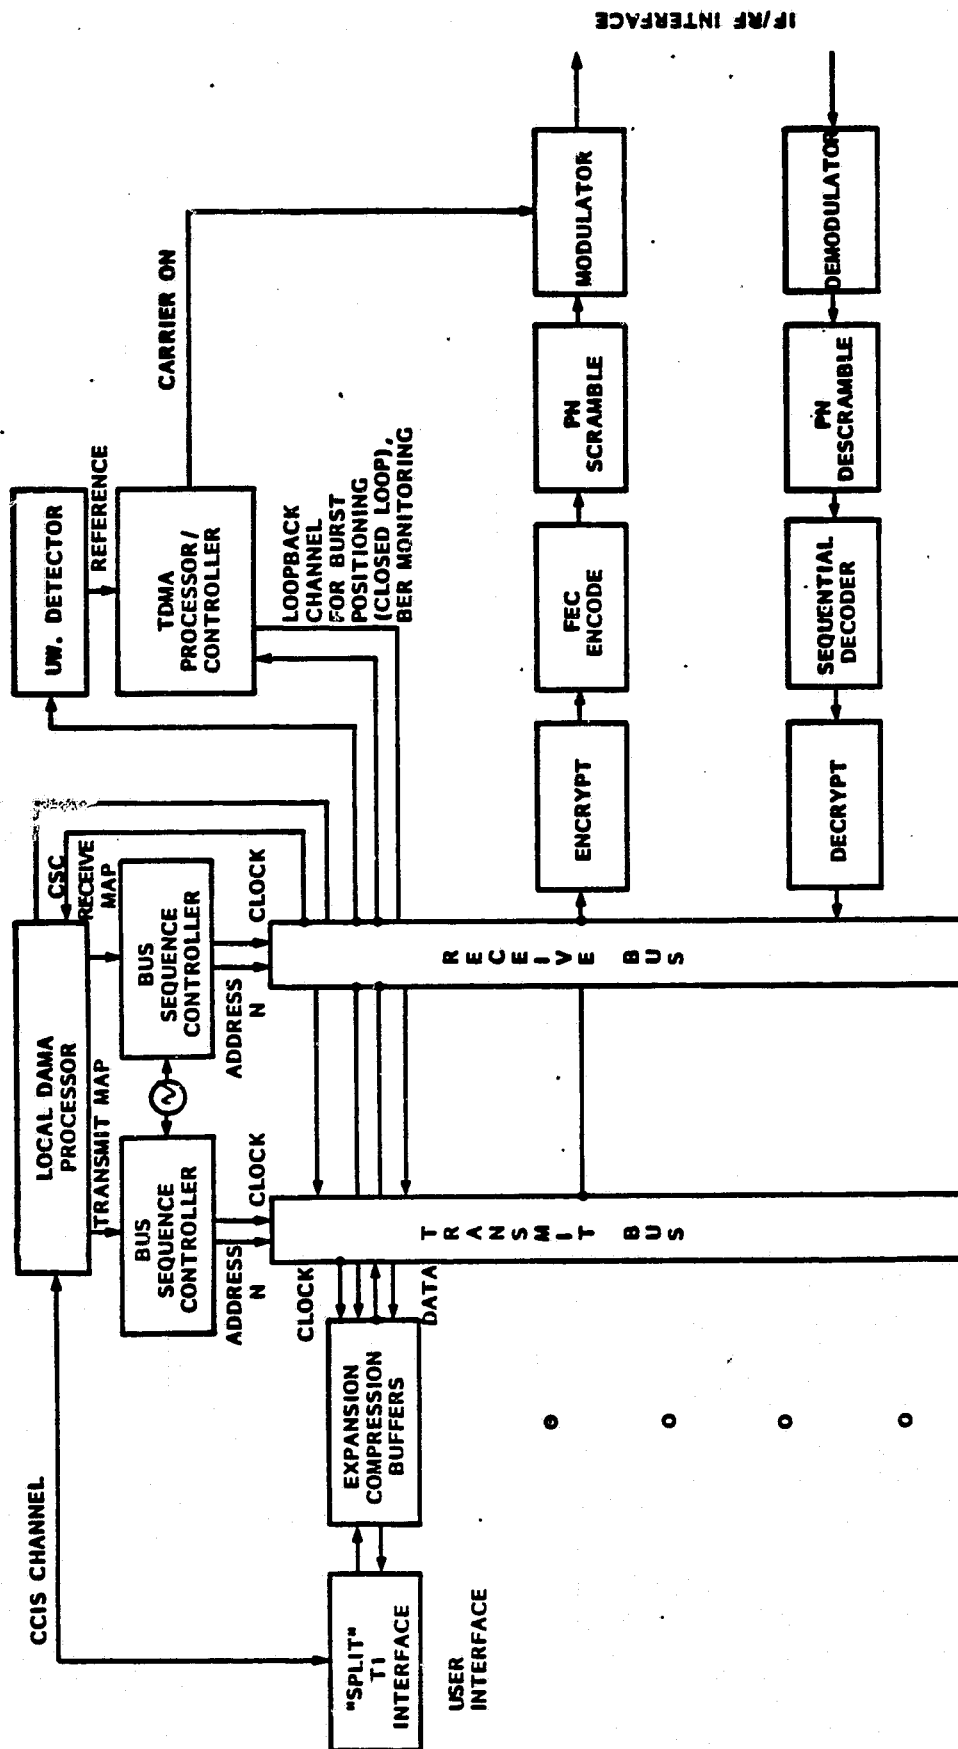 CCIS CHANNEL
LOCAL DAMA
PROCESSOR
CSC
TRANSMIT MAP
RECEIVE
MAP
BUS
SEQUENCE
CONTROLLER
BUS
SEQUENCE
CONTROLLER
ADDRESS
N
CLOCK
ADDRESS
N
CLOCK
UW. DETECTOR
REFERENCE
TDMA
PROCESSOR/
CONTROLLER
CARRIER ON
LOOPBACK
CHANNEL
FOR BURST
POSITIONING
(CLOSED LOOP),
BER MONITORING
"SPLIT"
T1
INTERFACE
USER
INTERFACE
EXPANSION
COMPRESSION
BUFFERS
CLOCK
DATA
TRANSMIT BUS
RECEIVE BUS
ENCRYPT
FEC
ENCODE
PN
SCRAMBLE
MODULATOR
DECRYPT
SEQUENTIAL
DECODER
PN
DESCRAMBLE
DEMODULATOR
IF/RF INTERFACE